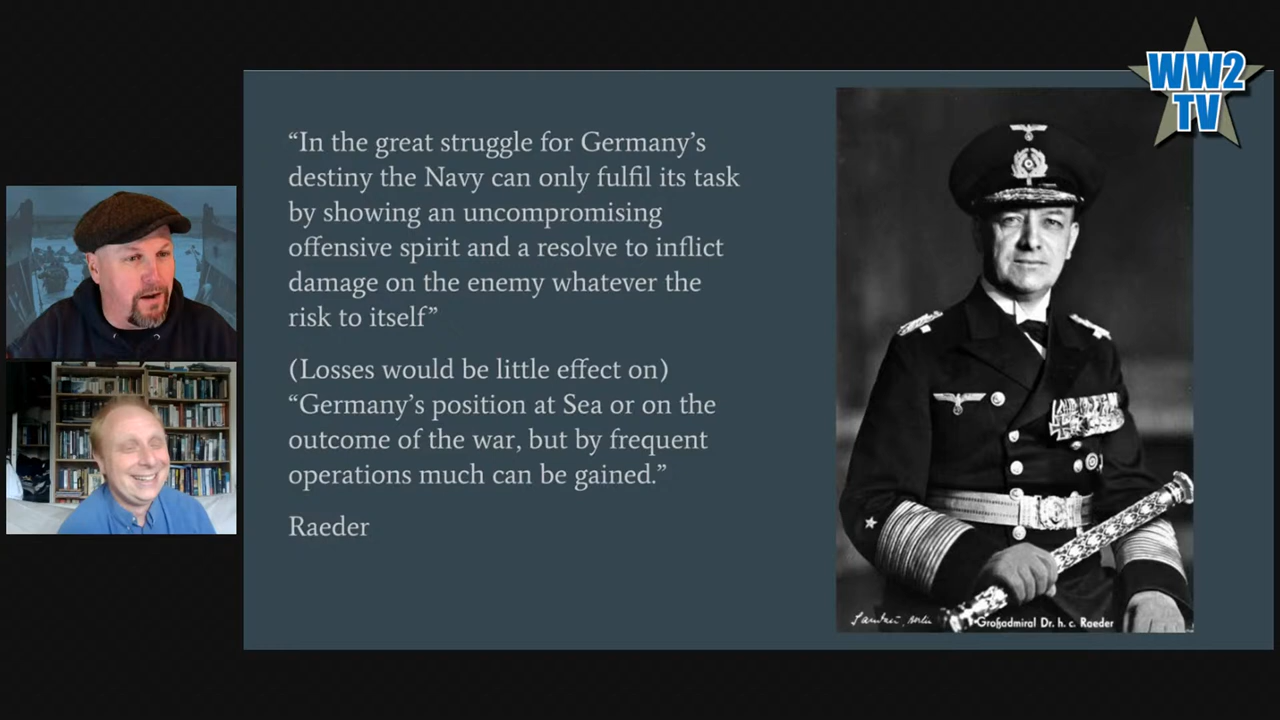 WW2
TV
“In the great struggle for Germany’s
destiny the Navy can only fulfil its task
by showing an uncompromising
offensive spirit and a resolve to inflict
damage on the enemy whatever the
risk to itself”
(Losses would be little effect on)
“Germany’s position at Sea or on the
outcome of the war, but by frequent
operations much can be gained.”
Raeder
Großadmiral Dr. h. c. Raeder